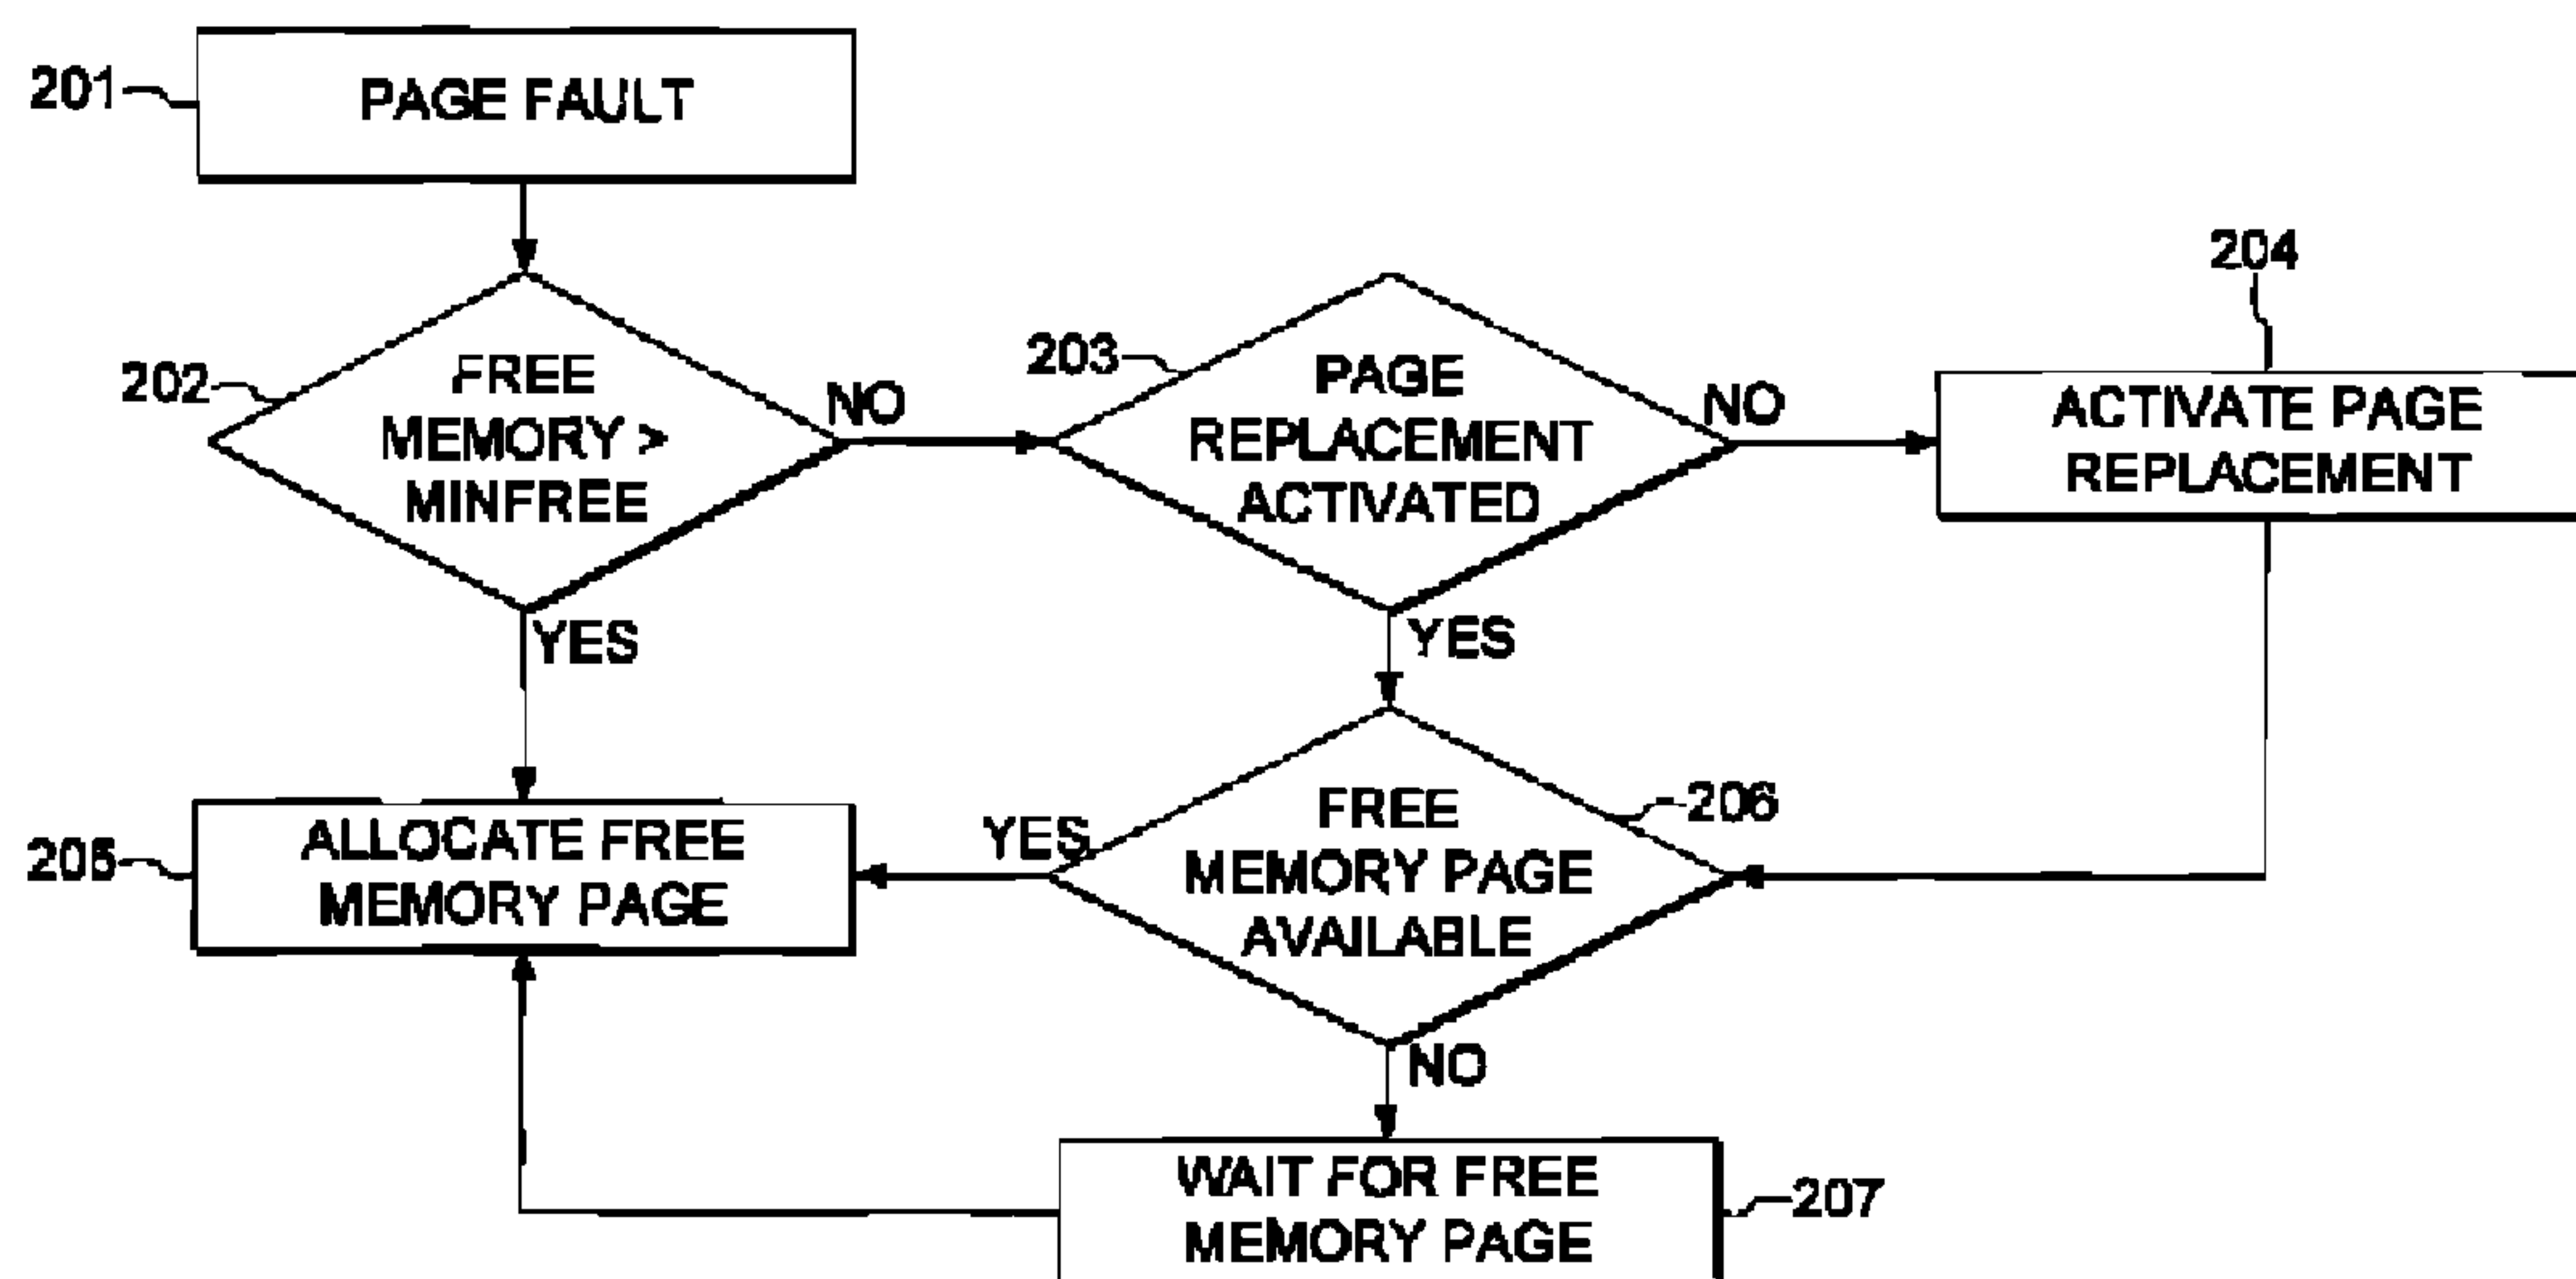 201
PAGE FAULT
204
202
FREE
MEMORY >
MINFREE
NO
203
PAGE
REPLACEMENT
ACTIVATED
NO
ACTIVATE PAGE
REPLACEMENT
YES
YES
205
ALLOCATE FREE
MEMORY PAGE
YES
FREE
MEMORY PAGE
AVAILABLE
206
NO
WAIT FOR FREE
MEMORY PAGE
207